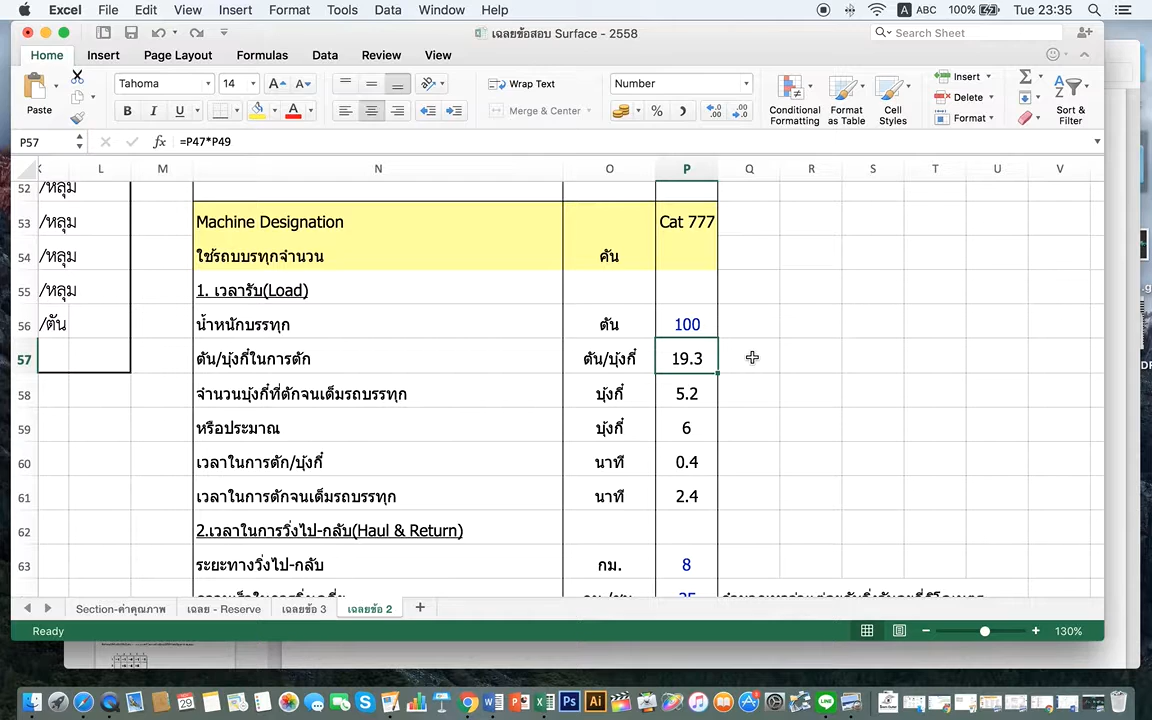 Excel File Edit View Insert Format Tools Data Window Help ABC 100% Tue 23:35
เฉลยข้อสอบ Surface - 2558
Search Sheet
Home Insert Page Layout Formulas Data Review View
Paste Tahoma 14 Wrap Text Number Insert
Conditional Formatting Format as Table Cell Styles Delete Sort & Filter
B I U A Merge & Center % Format
P57 fx =P47*P49
K L M N O P Q R S T U V
52 /หลุม
53 /หลุม Machine Designation Cat 777
54 /หลุม ใช้รถบรทุกจำนวน คัน
55 /หลุม 1. เวลารับ(Load)
56 /ตัน น้ำหนักบรรทุก ตัน 100
57 ตัน/บุ้งกี๋ในการตัก ตัน/บุ้งกี๋ 19.3
58 จำนวนบุ้งกี๋ที่ตักจนเต็มรถบรรทุก บุ้งกี๋ 5.2
59 หรือประมาณ บุ้งกี๋ 6
60 เวลาในการตัก/บุ้งกี๋ นาที 0.4
61 เวลาในการตักจนเต็มรถบรรทุก นาที 2.4
62 2.เวลาในการวิ่งไป-กลับ(Haul & Return)
63 ระยะทางวิ่งไป-กลับ กม. 8
Section-ค่าคุณภาพ เฉลย - Reserve เฉลยข้อ 3 เฉลยข้อ 2
Ready 130%